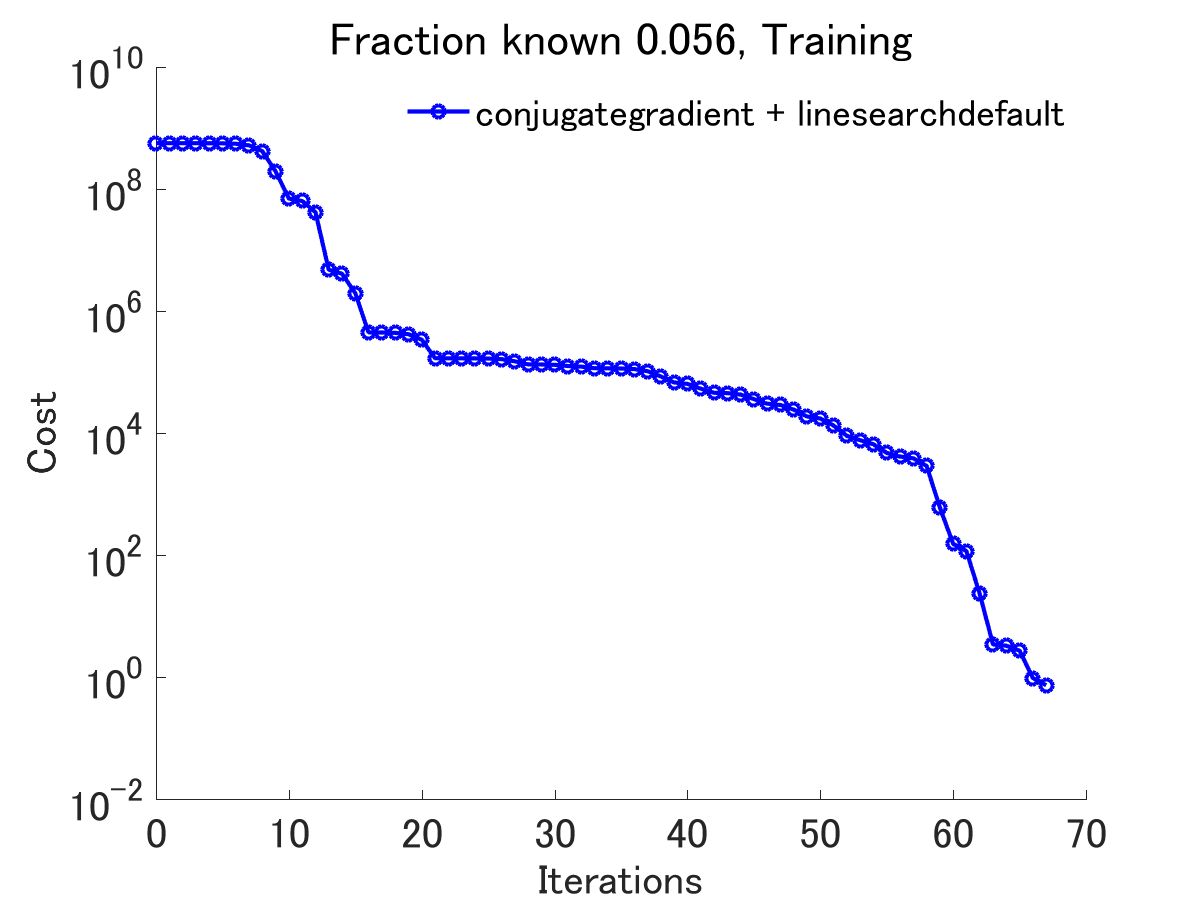 Fraction known 0.056, Training
conjugategradient + linesearchdefault
10^10
10^8
10^6
10^4
10^2
10^0
10^-2
Cost
0 10 20 30 40 50 60 70
Iterations